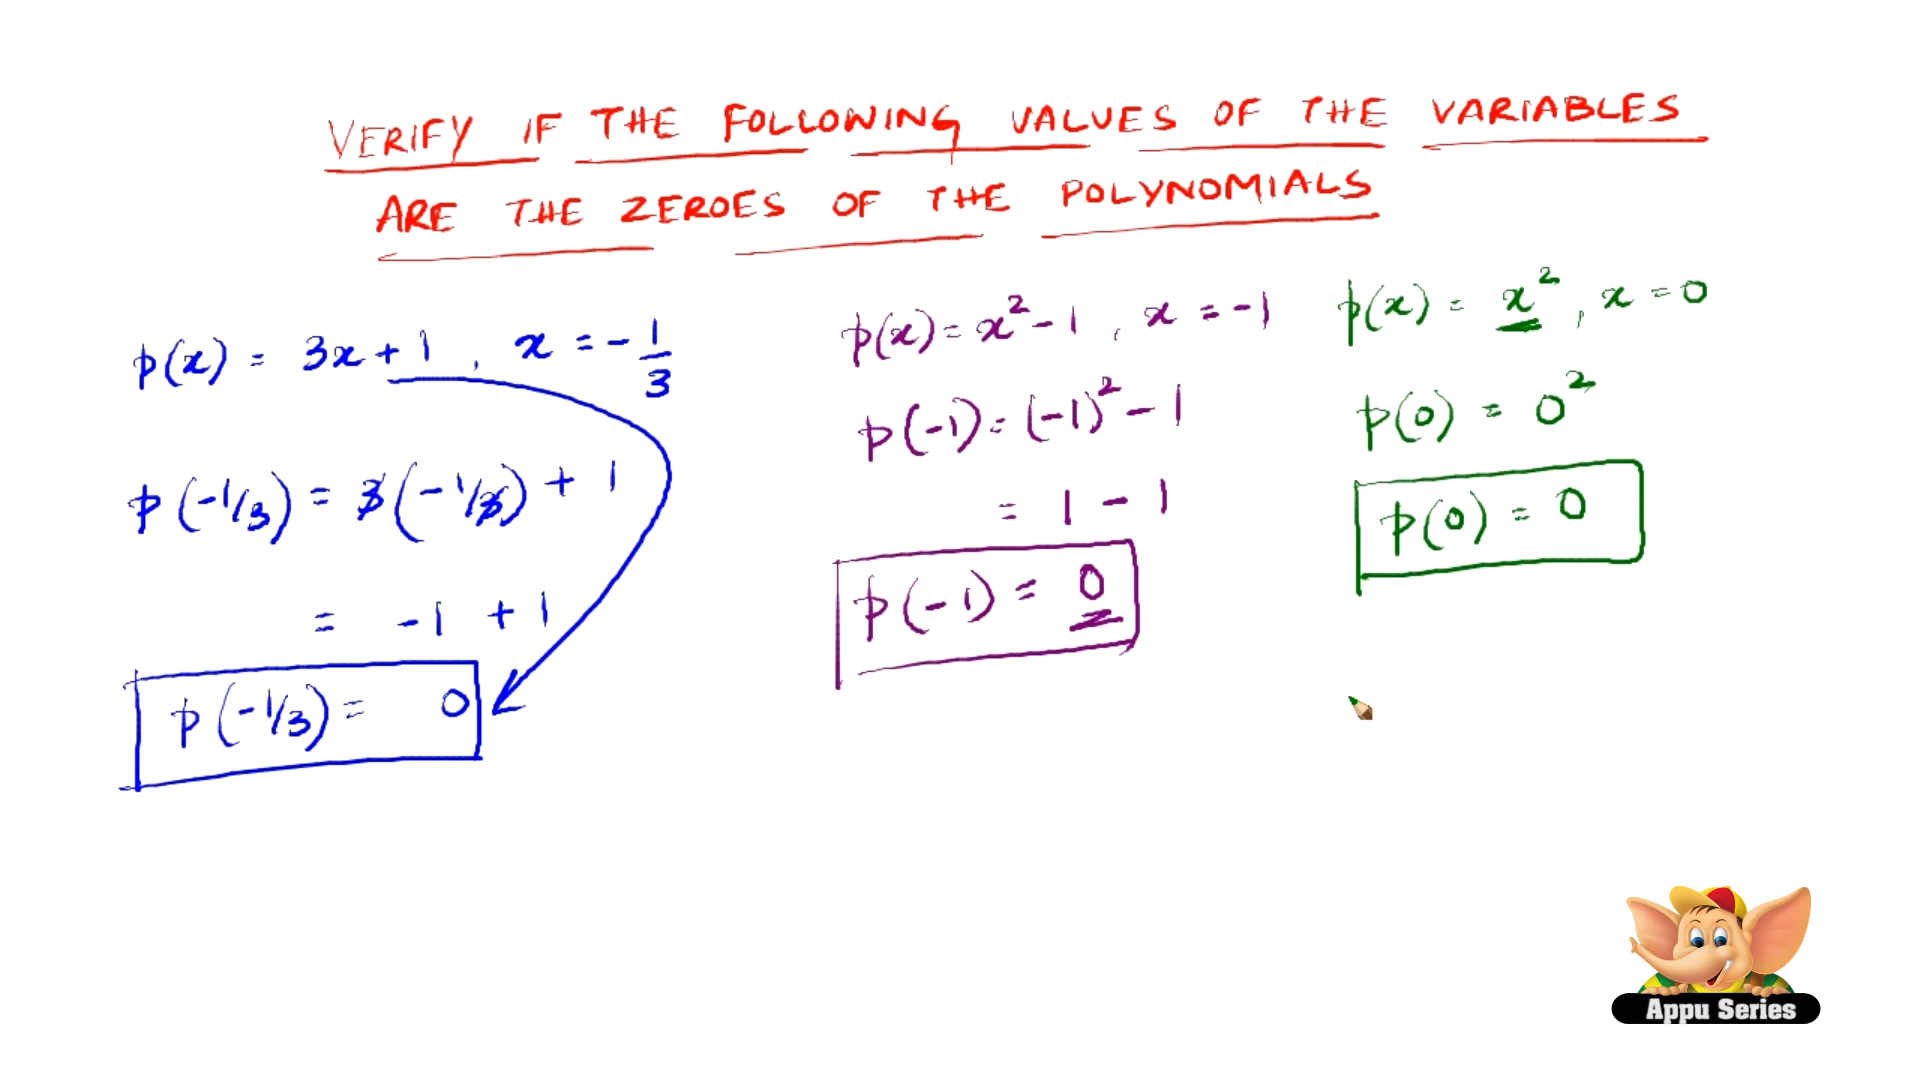 VERIFY IF THE FOLLOWING VALUES OF THE VARIABLES
ARE THE ZEROES OF THE POLYNOMIALS
p(x) = 3x+1, x = -1/3
p(-1/3) = 3(-1/3) + 1
= -1 + 1
p(-1/3) = 0
p(x) = x² - 1, x = -1
p(-1) = (-1)² - 1
= 1 - 1
p(-1) = 0
p(x) = x², x = 0
p(0) = 0²
p(0) = 0
Appu Series